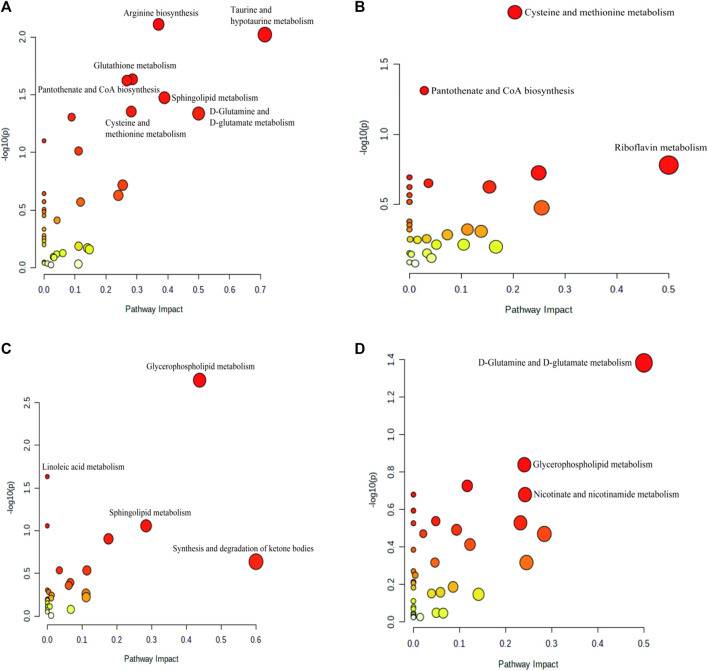 A
Arginine biosynthesis
Taurine and
hypotaurine metabolism
Glutathione metabolism
Pantothenate and CoA biosynthesis
Sphingolipid metabolism
Cysteine and
methionine metabolism
D-Glutamine and
D-glutamate metabolism
-log10(p)
2.0
1.5
1.0
0.5
0.0
0.0 0.1 0.2 0.3 0.4 0.5 0.6 0.7
Pathway Impact
B
Cysteine and methionine metabolism
Pantothenate and CoA biosynthesis
Riboflavin metabolism
-log10(p)
1.5
1.0
0.5
0.0 0.1 0.2 0.3 0.4 0.5
Pathway Impact
C
Glycerophospholipid metabolism
Linoleic acid metabolism
Sphingolipid metabolism
Synthesis and degradation of ketone bodies
-log10(p)
2.5
2.0
1.5
1.0
0.5
0.0
0.0 0.1 0.2 0.3 0.4 0.5 0.6
Pathway Impact
D
D-Glutamine and D-glutamate metabolism
Glycerophospholipid metabolism
Nicotinate and nicotinamide metabolism
-log10(p)
1.4
1.2
1.0
0.8
0.6
0.4
0.2
0.0
0.0 0.1 0.2 0.3 0.4 0.5
Pathway Impact